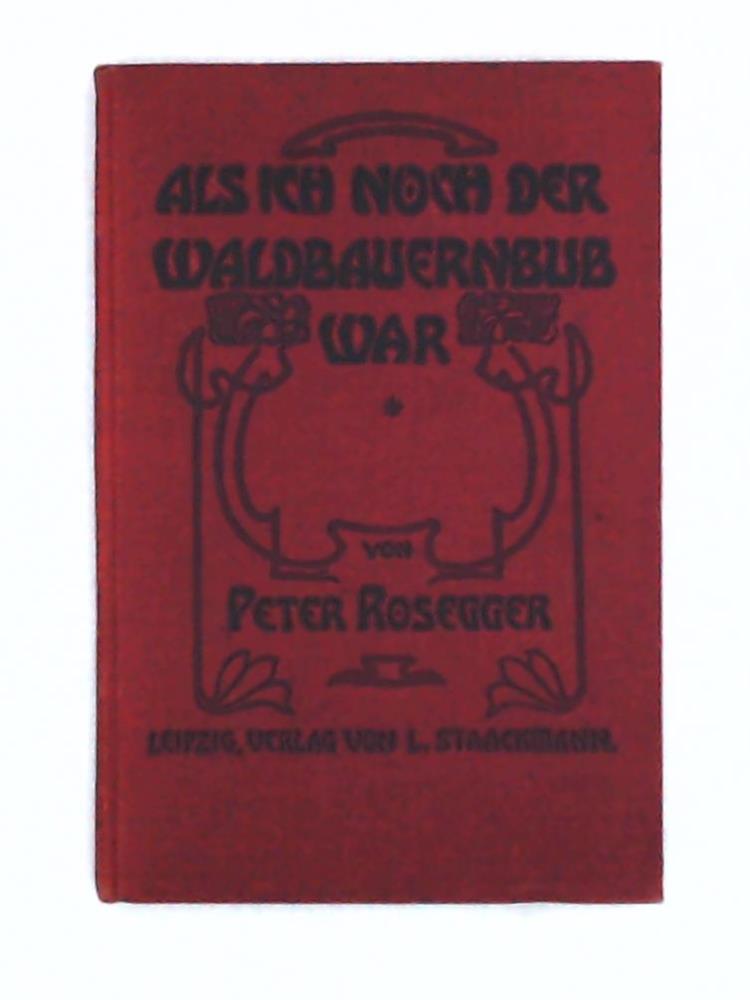 ALS ICH NOCH DER
WALDBAUERNBUB
WAR
VON
PETER ROSEGGER
LEIPZIG, VERLAG VON L. STAACKMANN.